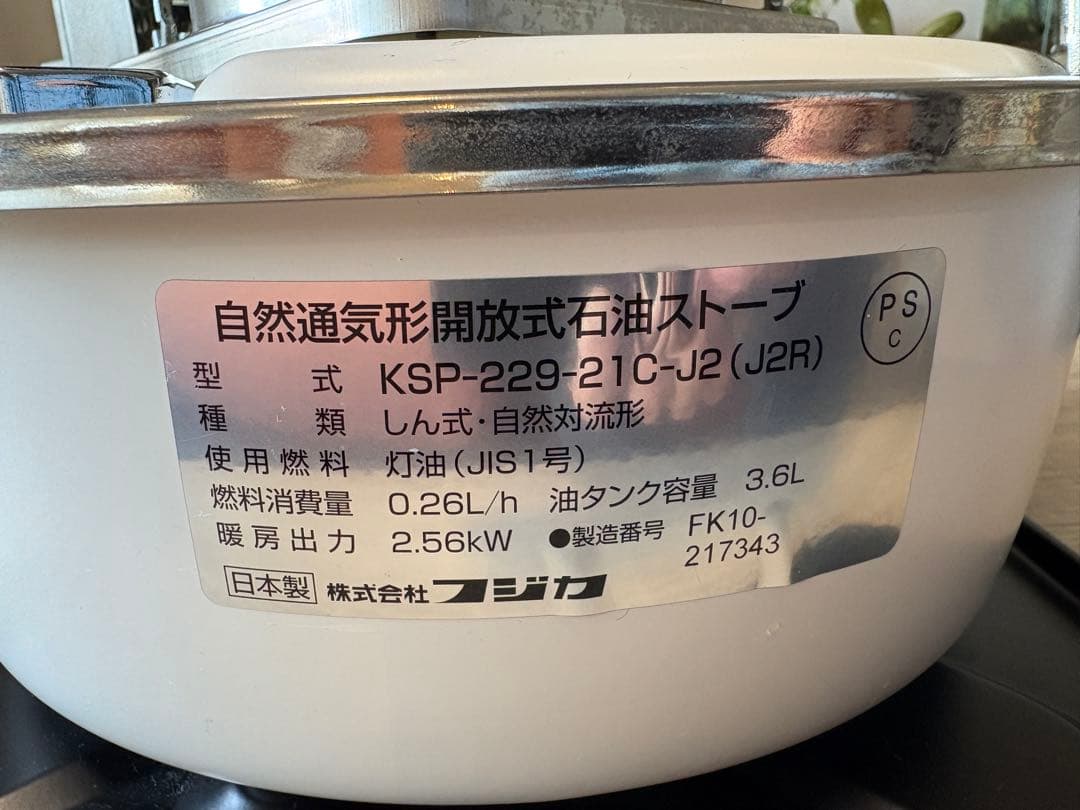 自然通気形開放式石油ストーブ
PS
C
型式 KSP-229-21C-J2(J2R)
種類 しん式・自然対流形
使用燃料 灯油(JIS1号)
燃料消費量 0.26L/h 油タンク容量 3.6L
暖房出力 2.56kW ●製造番号 FK10-
217343
日本製 株式会社フジカ